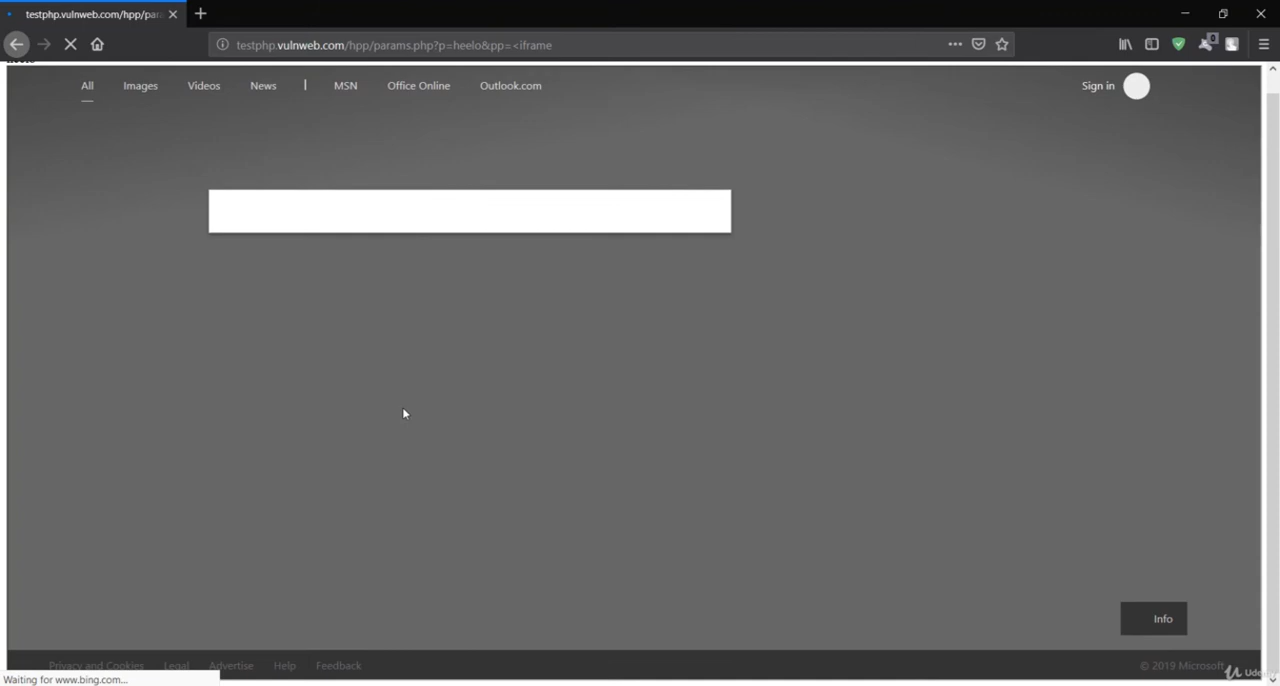 testphp.vulnweb.com/hpp/para
testphp.vulnweb.com/hpp/params.php?p=heelo&pp=<iframe
0
All Images Videos News | MSN Office Online Outlook.com Sign in
Info
Privacy and Cookies Legal Advertise Help Feedback © 2019 Microsoft
Waiting for www.bing.com...